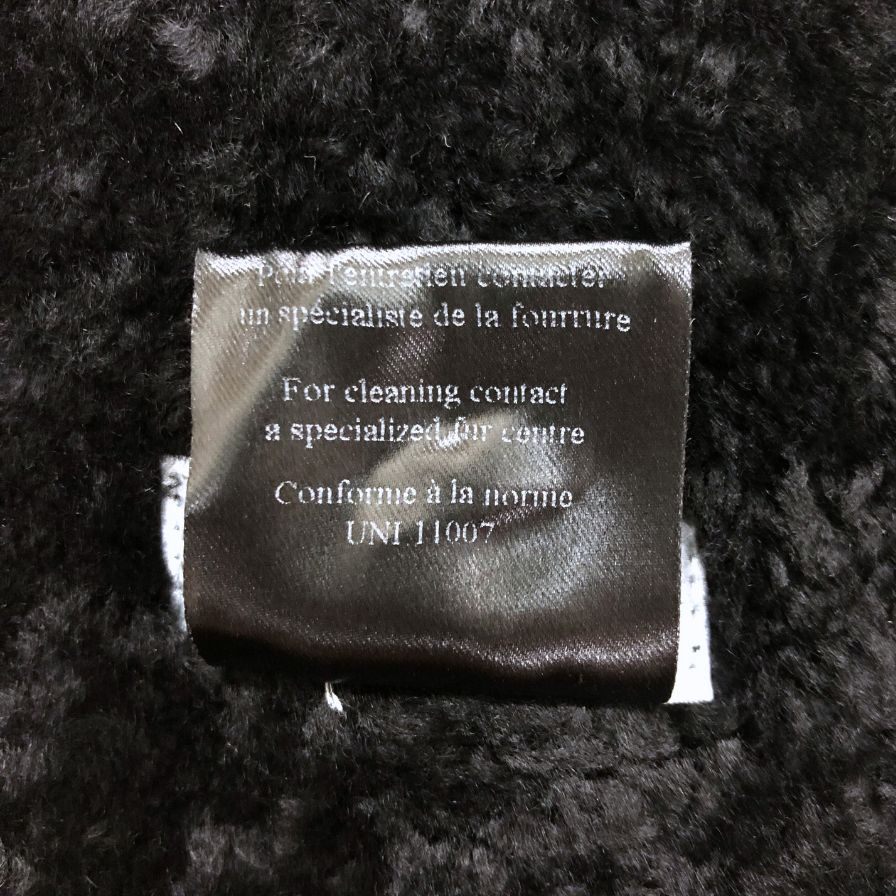 Pour l'entretien contacter
un spécialiste de la fourrure
For cleaning contact
a specialized fur centre
Conforme à la norme
UNI 11007